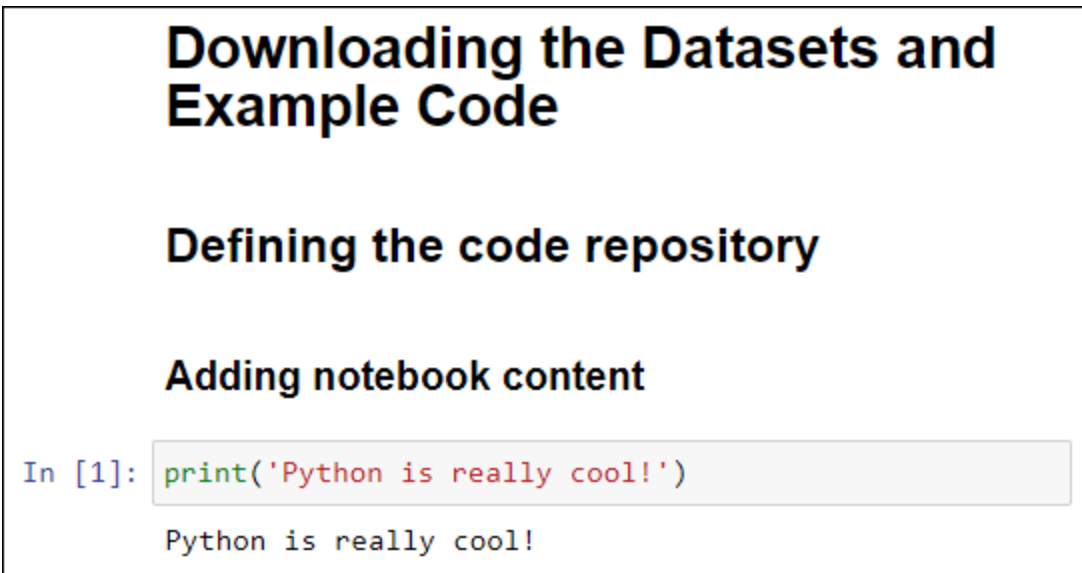 Downloading the Datasets and
Example Code
Defining the code repository
Adding notebook content
In [1]: print('Python is really cool!')
Python is really cool!